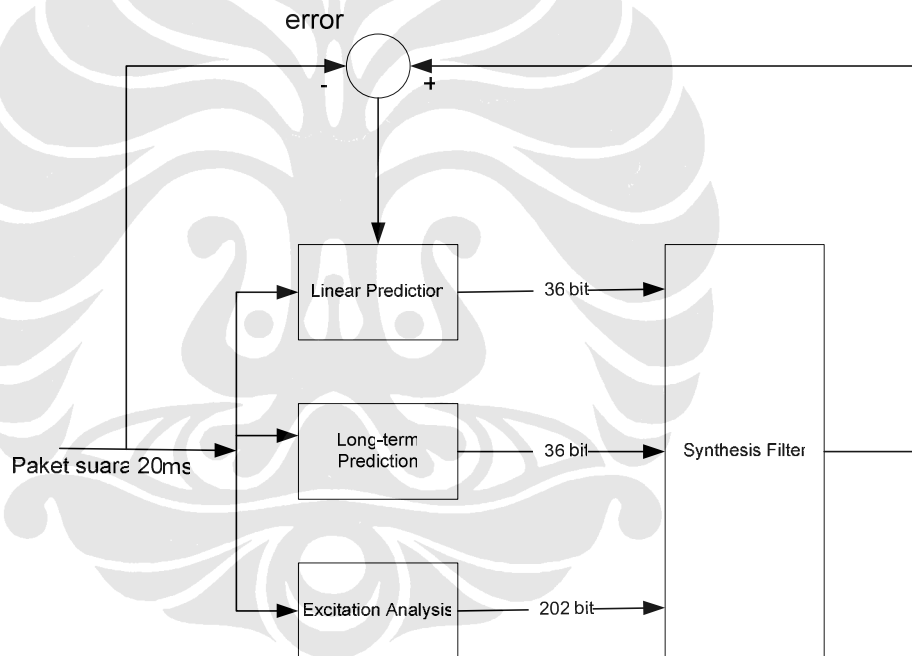 error
-
+
Linear Prediction
36 bit
Long-term
Prediction
36 bit
Synthesis Filter
Paket suara 20ms
Excitation Analysis
202 bit